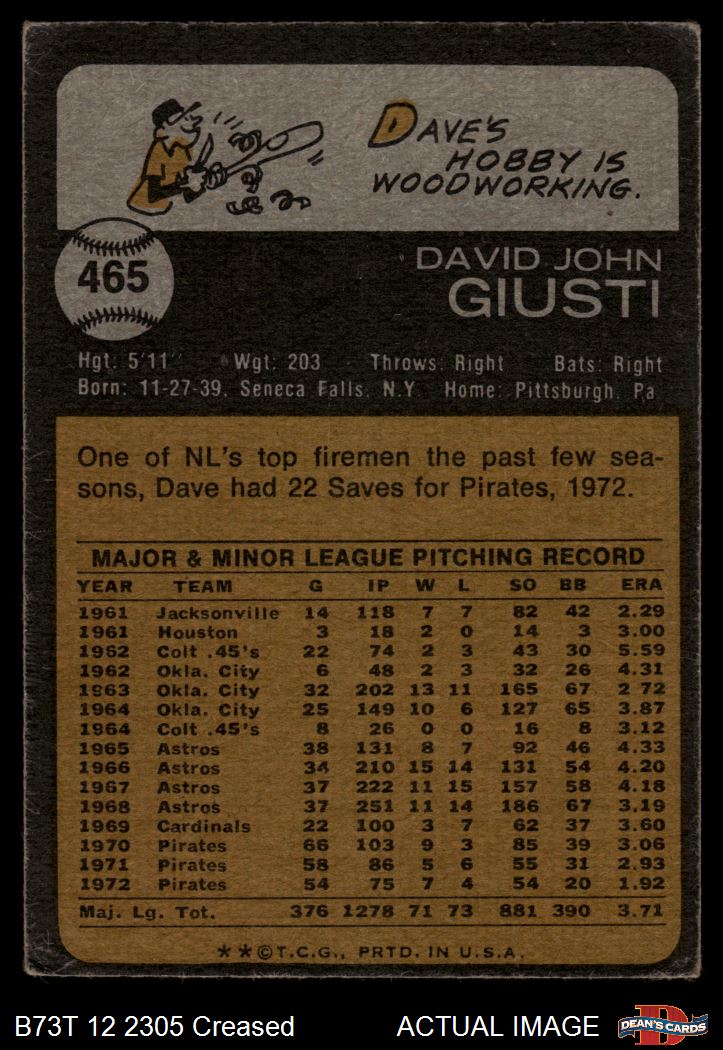 DAVE'S
HOBBY IS
WOODWORKING.
465
DAVID JOHN
GIUSTI
Hgt: 5'11" Wgt: 203 Throws: Right Bats: Right
Born: 11-27-39, Seneca Falls, N.Y. Home: Pittsburgh, Pa.
One of NL's top firemen the past few sea-
sons, Dave had 22 Saves for Pirates, 1972.
MAJOR & MINOR LEAGUE PITCHING RECORD
YEAR TEAM G IP W L SO BB ERA
1961 Jacksonville 14 118 7 7 82 42 2.29
1961 Houston 3 18 2 0 14 3 3.00
1962 Colt .45's 22 74 2 3 43 30 5.59
1962 Okla. City 6 48 2 3 32 26 4.31
1963 Okla. City 32 202 13 11 165 67 2 72
1964 Okla. City 25 149 10 6 127 65 3.87
1964 Colt .45's 8 26 0 0 16 8 3.12
1965 Astros 38 131 8 7 92 46 4.33
1966 Astros 34 210 15 14 131 54 4.20
1967 Astros 37 222 11 15 157 58 4.18
1968 Astros 37 251 11 14 186 67 3.19
1969 Cardinals 22 100 3 7 62 37 3.60
1970 Pirates 66 103 9 3 85 39 3.06
1971 Pirates 58 86 5 6 55 31 2.93
1972 Pirates 54 75 7 4 54 20 1.92
Maj. Lg. Tot. 376 1278 71 73 881 390 3.71
**©T.C.G., PRTD. IN U.S.A.
B73T 12 2305 Creased ACTUAL IMAGE D DEAN'S CARDS